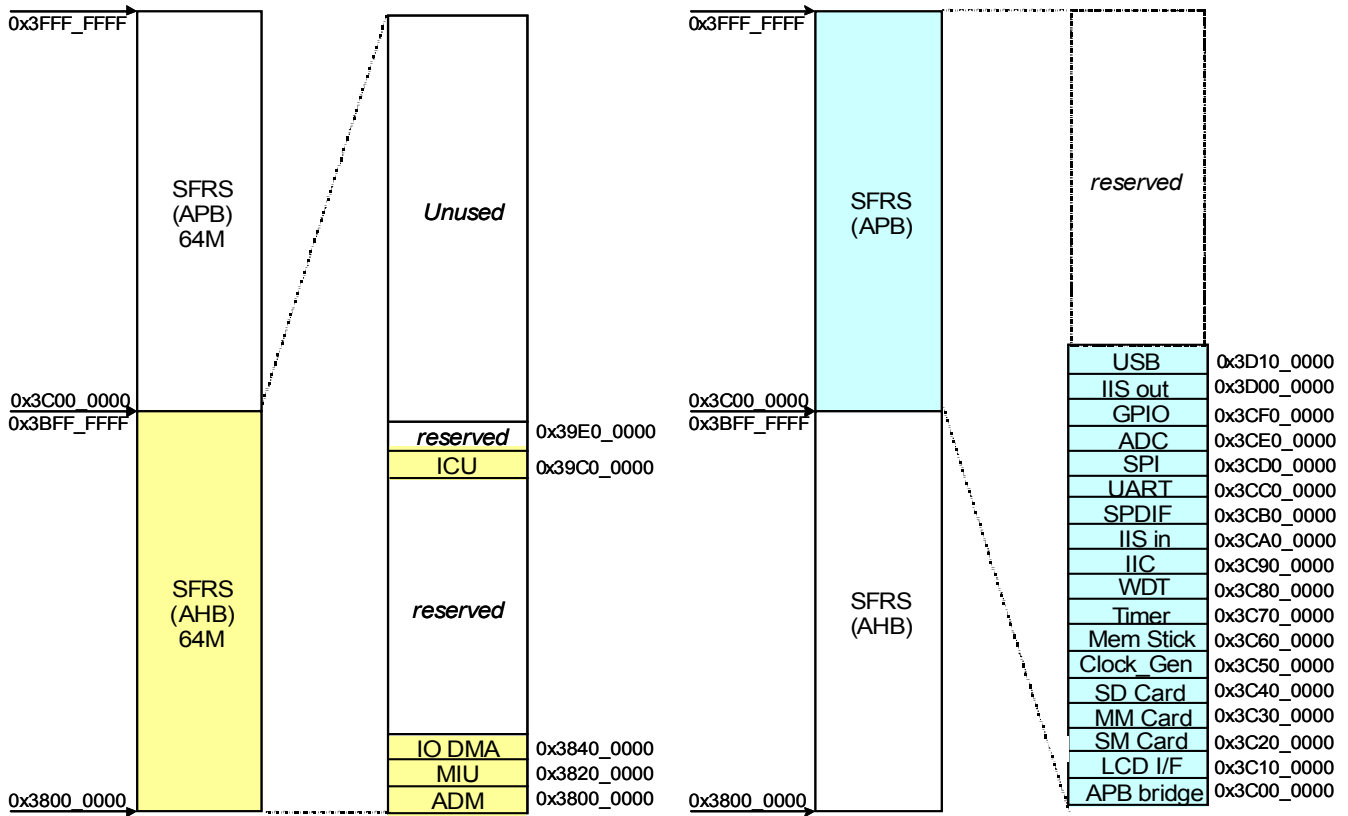 0x3FFF_FFFF
SFRS
(APB)
64M
0x3C00_0000
0x3BFF_FFFF
SFRS
(AHB)
64M
0x3800_0000
Unused
reserved 0x39E0_0000
ICU 0x39C0_0000
reserved
IO DMA 0x3840_0000
MIU 0x3820_0000
ADM 0x3800_0000
0x3FFF_FFFF
SFRS
(APB)
0x3C00_0000
0x3BFF_FFFF
SFRS
(AHB)
0x3800_0000
reserved
USB 0x3D10_0000
IIS out 0x3D00_0000
GPIO 0x3CF0_0000
ADC 0x3CE0_0000
SPI 0x3CD0_0000
UART 0x3CC0_0000
SPDIF 0x3CB0_0000
IIS in 0x3CA0_0000
IIC 0x3C90_0000
WDT 0x3C80_0000
Timer 0x3C70_0000
Mem Stick 0x3C60_0000
Clock_Gen 0x3C50_0000
SD Card 0x3C40_0000
MM Card 0x3C30_0000
SM Card 0x3C20_0000
LCD I/F 0x3C10_0000
APB bridge 0x3C00_0000